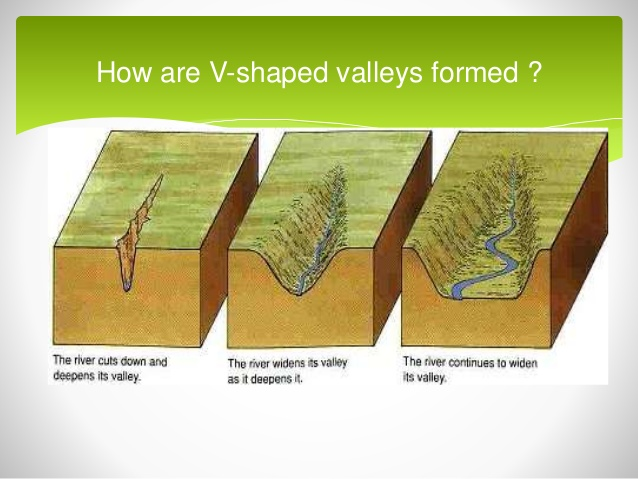 How are V-shaped valleys formed ?
The river cuts down and
deepens its valley.
The river widens its valley
as it deepens it.
The river continues to widen
its valley.